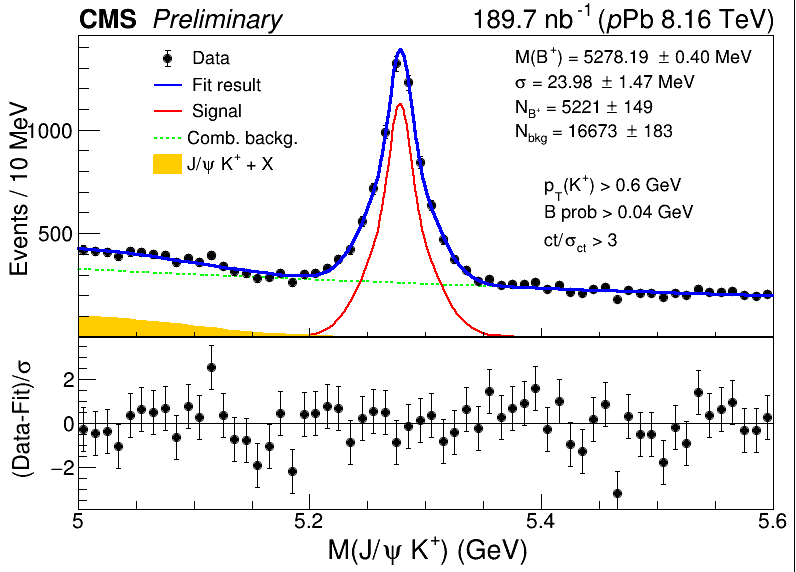 CMS Preliminary 189.7 nb⁻¹ (pPb 8.16 TeV)
Data
Fit result
Signal
Comb. backg.
J/ψ K⁺ + X
M(B⁺) = 5278.19 ± 0.40 MeV
σ = 23.98 ± 1.47 MeV
N_B⁺ = 5221 ± 149
N_bkg = 16673 ± 183
p_T(K⁺) > 0.6 GeV
B prob > 0.04 GeV
ct/σ_ct > 3
Events / 10 MeV
1000
500
(Data-Fit)/σ
2
0
−2
5 5.2 5.4 5.6
M(J/ψ K⁺) (GeV)